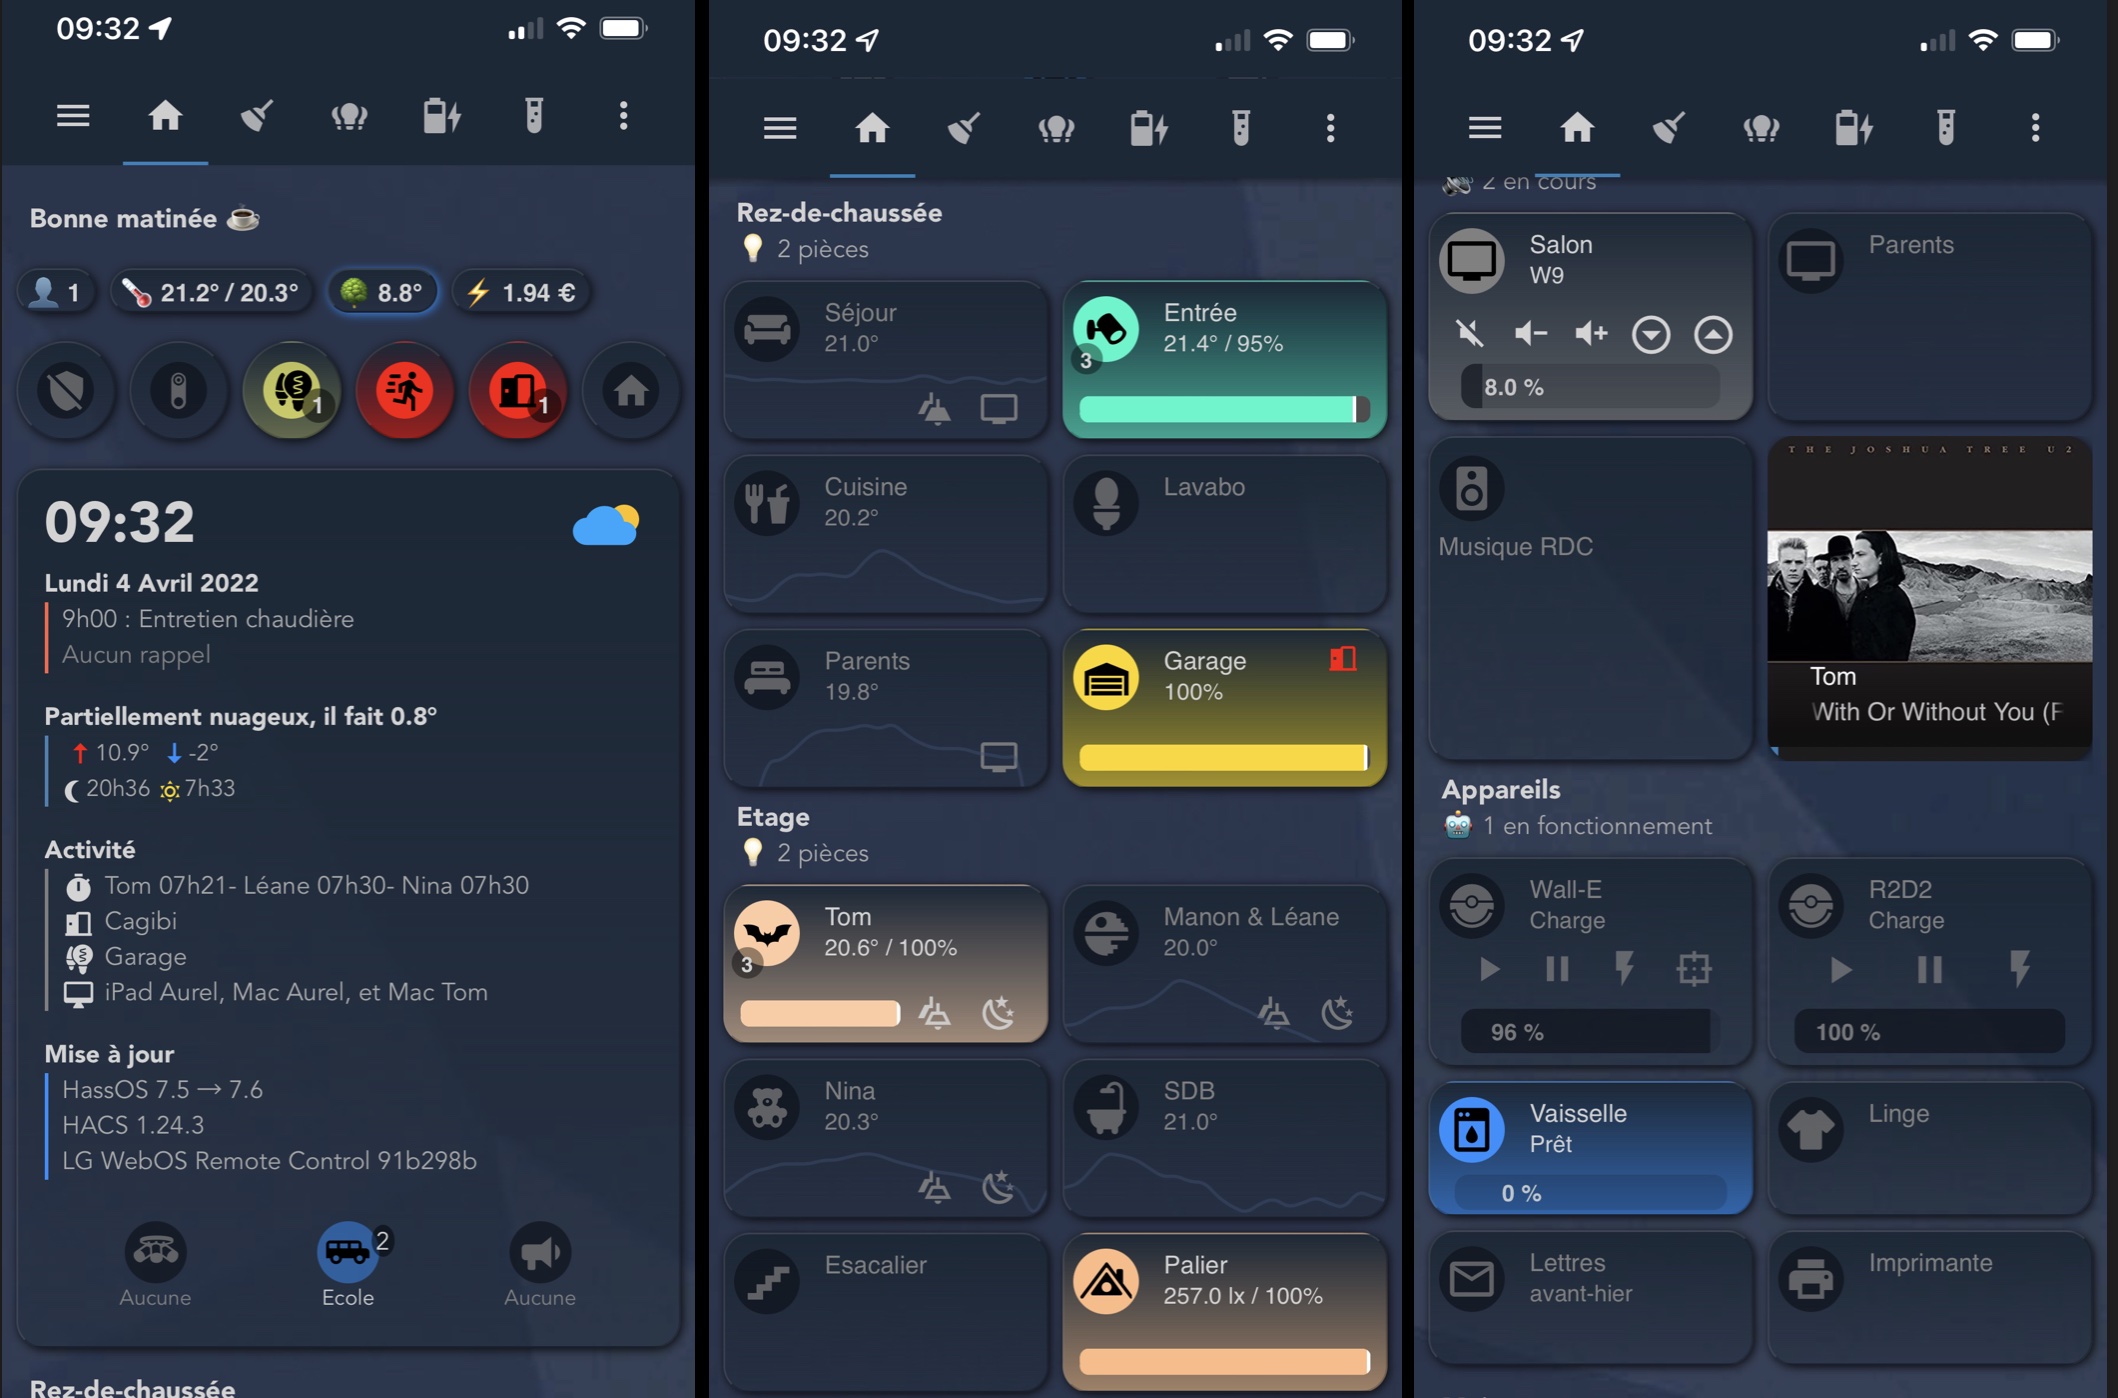 09:32
Bonne matinée
1
21.2° / 20.3°
8.8°
1.94 €
1
1
09:32
Lundi 4 Avril 2022
9h00 : Entretien chaudière
Aucun rappel
Partiellement nuageux, il fait 0.8°
10.9° -2°
20h36 7h33
Activité
Tom 07h21- Léane 07h30- Nina 07h30
Cagibi
Garage
iPad Aurel, Mac Aurel, et Mac Tom
Mise à jour
HassOS 7.5 → 7.6
HACS 1.24.3
LG WebOS Remote Control 91b298b
2
Aucune
Ecole
Aucune
Rez-de-chaussée
09:32
Rez-de-chaussée
2 pièces
Séjour
21.0°
Entrée
21.4° / 95%
3
Cuisine
20.2°
Lavabo
Parents
19.8°
Garage
100%
Etage
2 pièces
Tom
20.6° / 100%
3
Manon & Léane
20.0°
Nina
20.3°
SDB
21.0°
Esacalier
Palier
257.0 lx / 100%
09:32
2 en cours
Salon
W9
8.0 %
Parents
Musique RDC
THE JOSHUA TREE U2
Tom
With Or Without You (F
Appareils
1 en fonctionnement
Wall-E
Charge
96 %
R2D2
Charge
100 %
Vaisselle
Prêt
0 %
Linge
Lettres
avant-hier
Imprimante